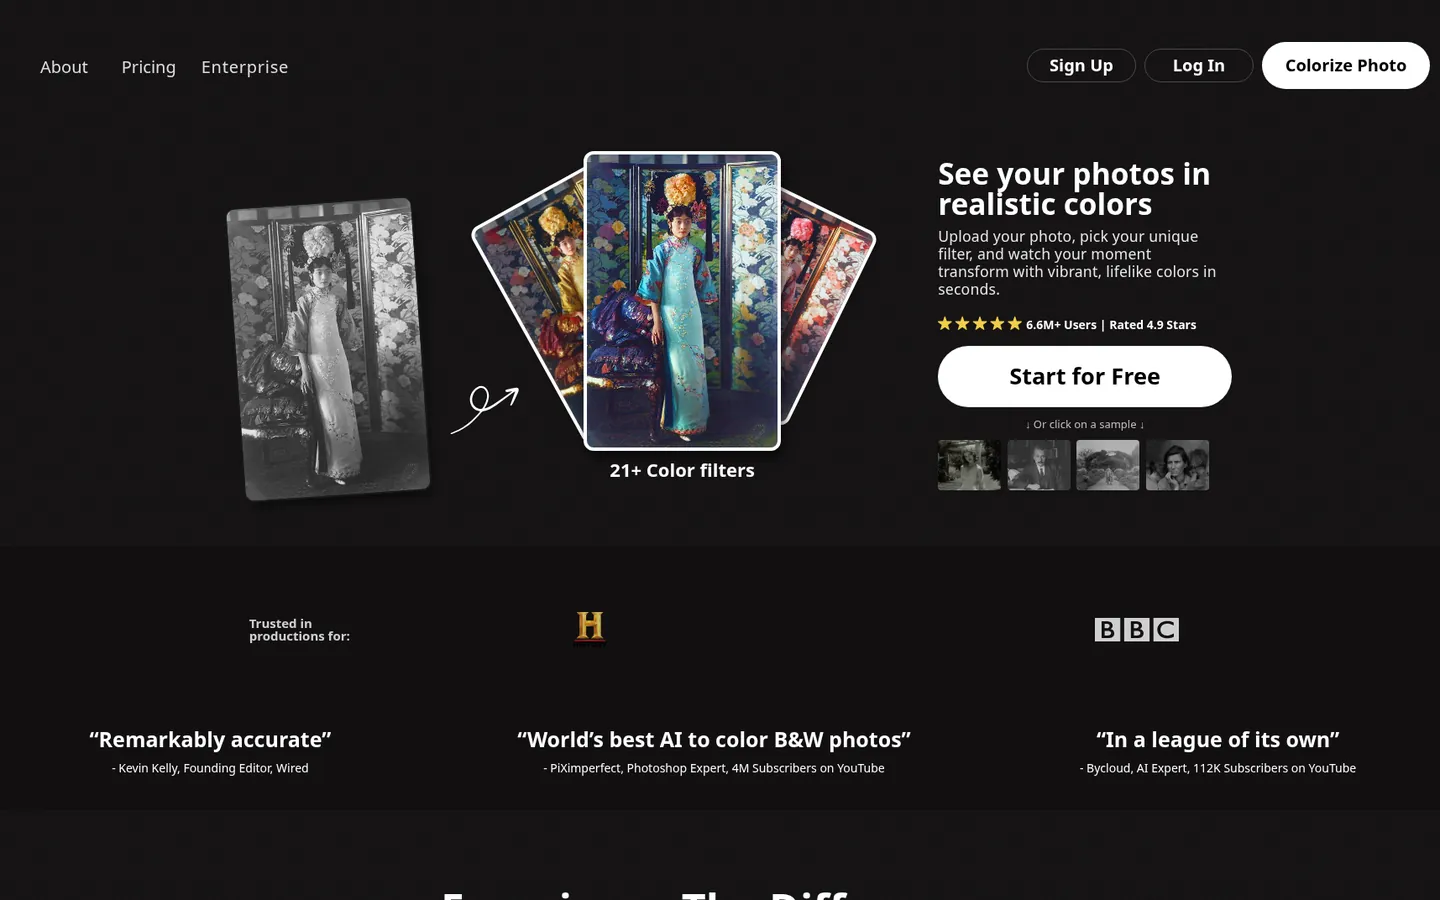 About
Pricing
Enterprise
Sign Up
Log In
Colorize Photo
See your photos in
realistic colors
Upload your photo, pick your unique
filter, and watch your moment
transform with vibrant, lifelike colors in
seconds.
6.6M+ Users | Rated 4.9 Stars
Start for Free
↓ Or click on a sample ↓
21+ Color filters
Trusted in
productions for:
H
BBC
“Remarkably accurate”
- Kevin Kelly, Founding Editor, Wired
“World’s best AI to color B&W photos”
- PiXimperfect, Photoshop Expert, 4M Subscribers on YouTube
“In a league of its own”
- Bycloud, AI Expert, 112K Subscribers on YouTube